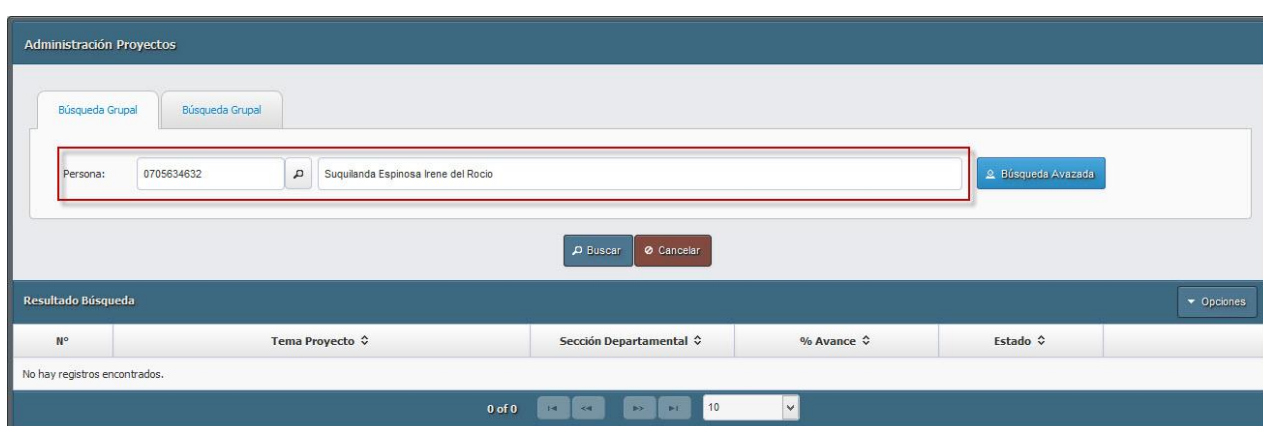 Administración Proyectos
Búsqueda Grupal Búsqueda Grupal
Persona: 0705634632 Suquilanda Espinosa Irene del Rocio Búsqueda Avazada
Buscar Cancelar
Resultado Búsqueda Opciones
Nº Tema Proyecto Sección Departamental % Avance Estado
No hay registros encontrados.
0 of 0 10